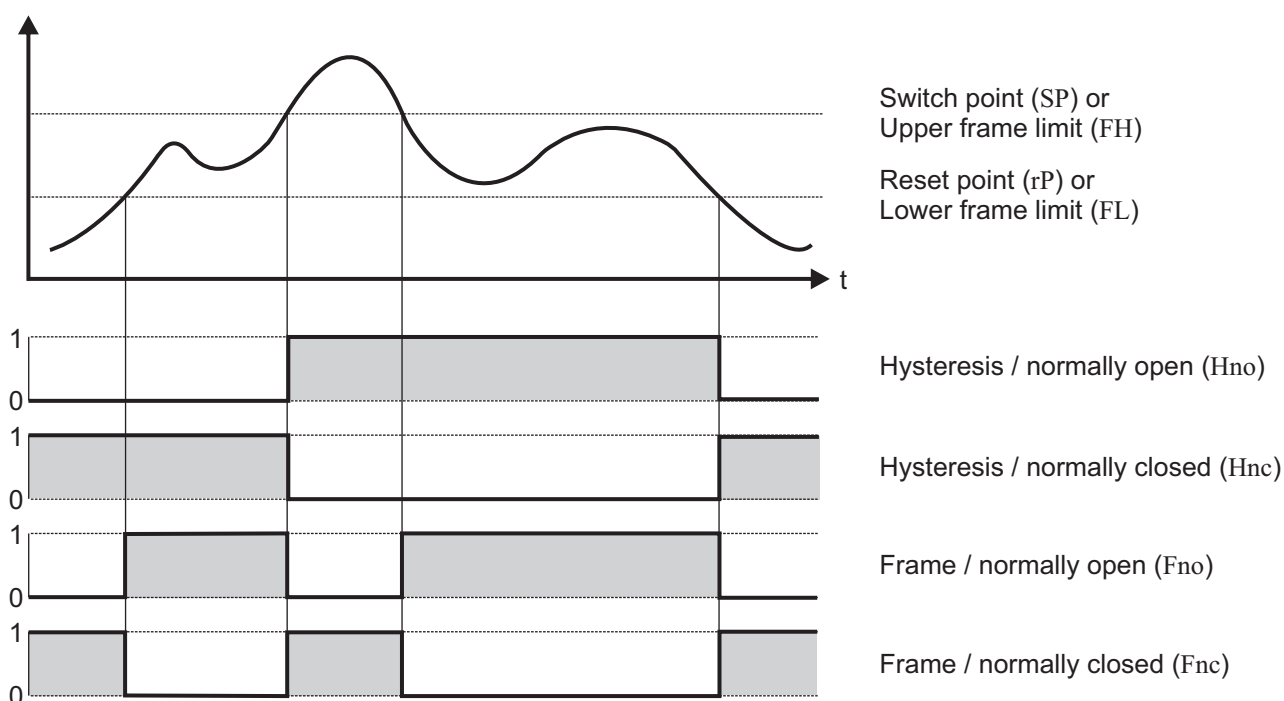 Switch point (SP) or
Upper frame limit (FH)
Reset point (rP) or
Lower frame limit (FL)
t
1
0
Hysteresis / normally open (Hno)
1
0
Hysteresis / normally closed (Hnc)
1
0
Frame / normally open (Fno)
1
0
Frame / normally closed (Fnc)